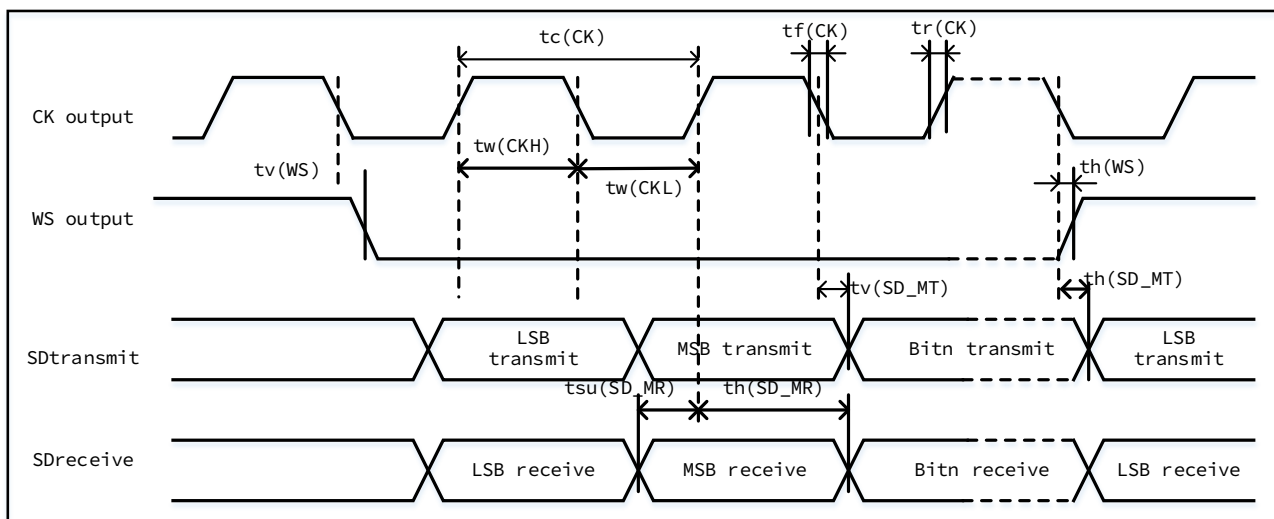 tc(CK)
tf(CK)
tr(CK)
CK output
tw(CKH)
tv(WS)
tw(CKL)
th(WS)
WS output
tv(SD_MT)
th(SD_MT)
SDtransmit
LSB
transmit
MSB transmit
Bitn transmit
LSB
transmit
tsu(SD_MR)
th(SD_MR)
SDreceive
LSB receive
MSB receive
Bitn receive
LSB receive